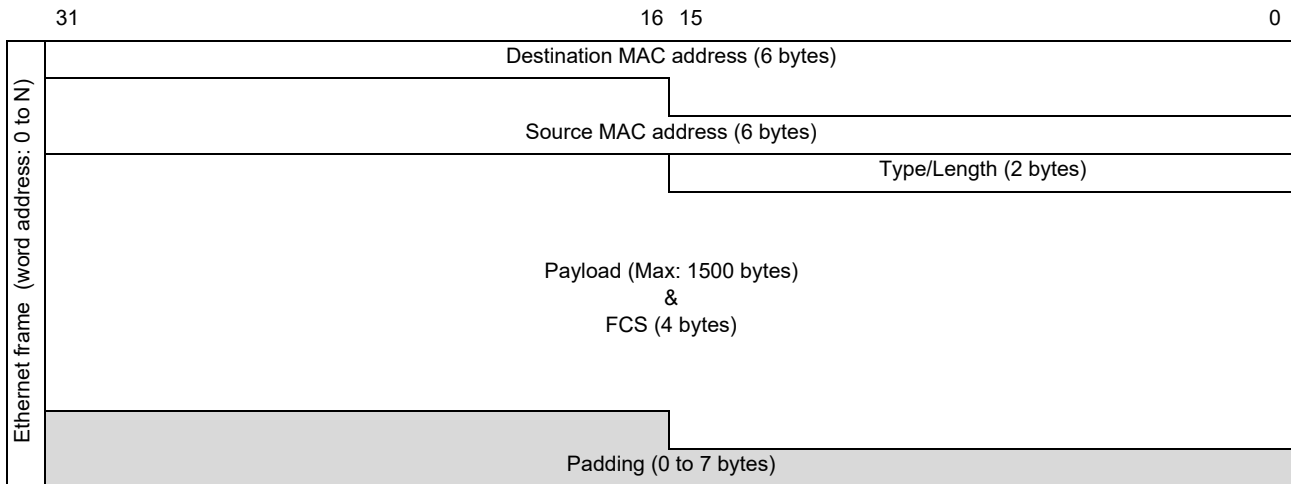 31 16 15 0
Ethernet frame (word address: 0 to N)
Destination MAC address (6 bytes)
Source MAC address (6 bytes)
Type/Length (2 bytes)
Payload (Max: 1500 bytes)
&
FCS (4 bytes)
Padding (0 to 7 bytes)